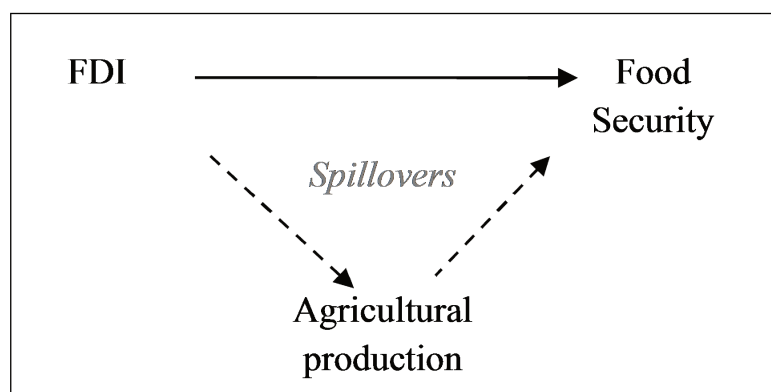 FDI
Food
Security
Spillovers
Agricultural
production